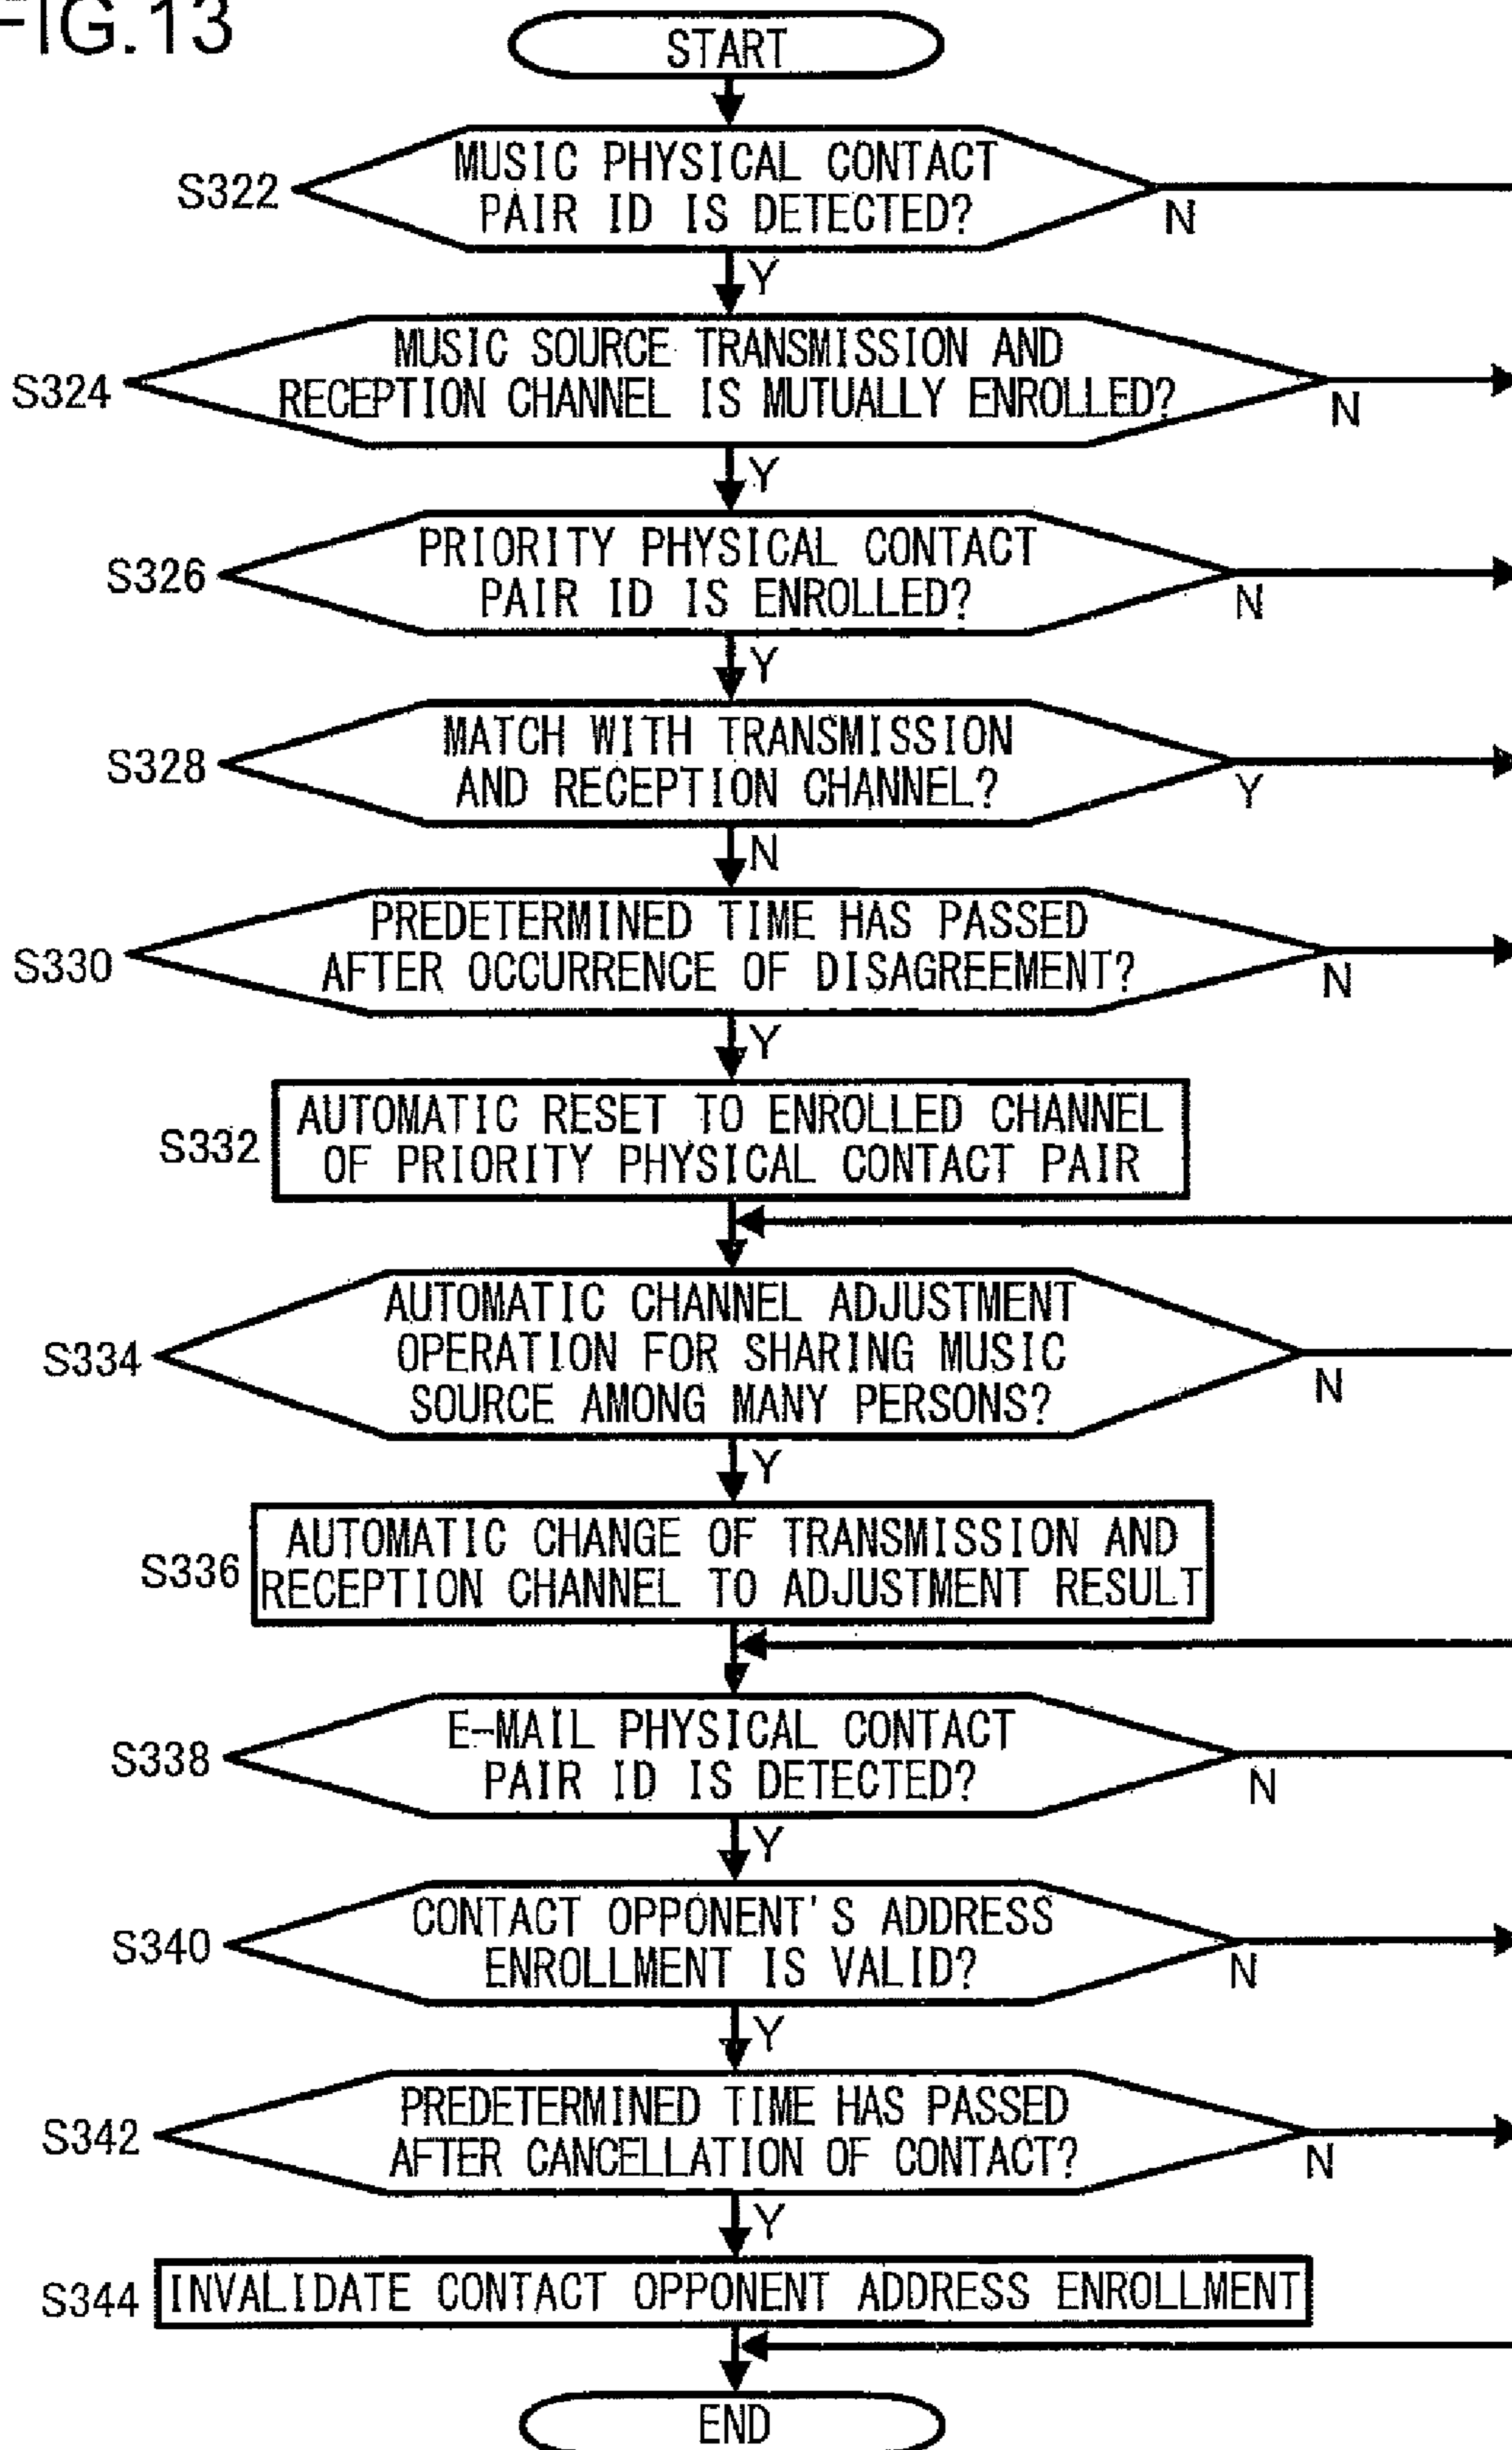 FIG.13
START
S322
MUSIC PHYSICAL CONTACT
PAIR ID IS DETECTED?
N
Y
S324
MUSIC SOURCE TRANSMISSION AND
RECEPTION CHANNEL IS MUTUALLY ENROLLED?
N
Y
S326
PRIORITY PHYSICAL CONTACT
PAIR ID IS ENROLLED?
N
Y
S328
MATCH WITH TRANSMISSION
AND RECEPTION CHANNEL?
Y
N
S330
PREDETERMINED TIME HAS PASSED
AFTER OCCURRENCE OF DISAGREEMENT?
N
Y
S332
AUTOMATIC RESET TO ENROLLED CHANNEL
OF PRIORITY PHYSICAL CONTACT PAIR
S334
AUTOMATIC CHANNEL ADJUSTMENT
OPERATION FOR SHARING MUSIC
SOURCE AMONG MANY PERSONS?
N
Y
S336
AUTOMATIC CHANGE OF TRANSMISSION AND
RECEPTION CHANNEL TO ADJUSTMENT RESULT
S338
E-MAIL PHYSICAL CONTACT
PAIR ID IS DETECTED?
N
Y
S340
CONTACT OPPONENT'S ADDRESS
ENROLLMENT IS VALID?
N
Y
S342
PREDETERMINED TIME HAS PASSED
AFTER CANCELLATION OF CONTACT?
N
Y
S344
INVALIDATE CONTACT OPPONENT ADDRESS ENROLLMENT
END